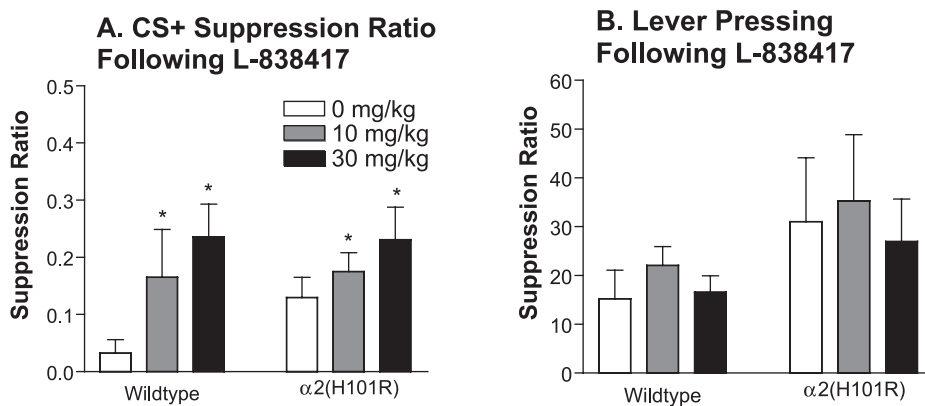 A. CS+ Suppression Ratio
Following L-838417
Suppression Ratio
0.5
0.4
0.3
0.2
0.1
0.0
0 mg/kg
10 mg/kg
30 mg/kg
*
*
*
*
Wildtype
α2(H101R)
B. Lever Pressing
Following L-838417
Suppression Ratio
60
50
40
30
20
10
0
Wildtype
α2(H101R)